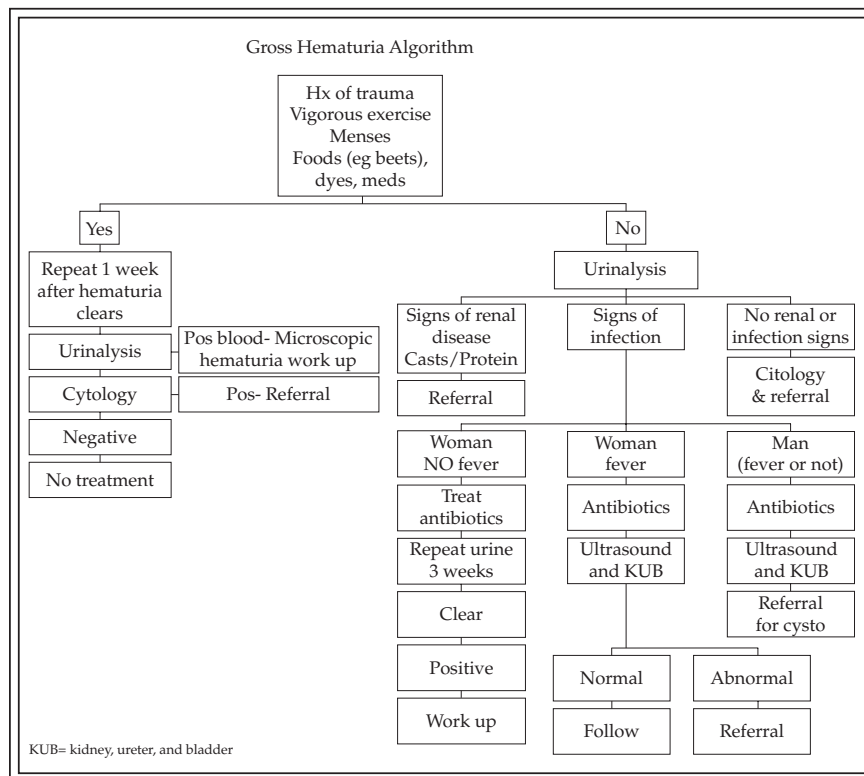 Gross Hematuria Algorithm
Hx of trauma
Vigorous exercise
Menses
Foods (eg beets),
dyes, meds
Yes
No
Repeat 1 week
after hematuria
clears
Urinalysis
Pos blood- Microscopic
hematuria work up
Cytology
Pos- Referral
Negative
No treatment
Urinalysis
Signs of renal
disease
Casts/Protein
Referral
Signs of
infection
No renal or
infection signs
Citology
& referral
Woman
NO fever
Treat
antibiotics
Repeat urine
3 weeks
Clear
Positive
Work up
Woman
fever
Antibiotics
Ultrasound
and KUB
Normal
Follow
Abnormal
Referral
Man
(fever or not)
Antibiotics
Ultrasound
and KUB
Referral
for cysto
KUB= kidney, ureter, and bladder